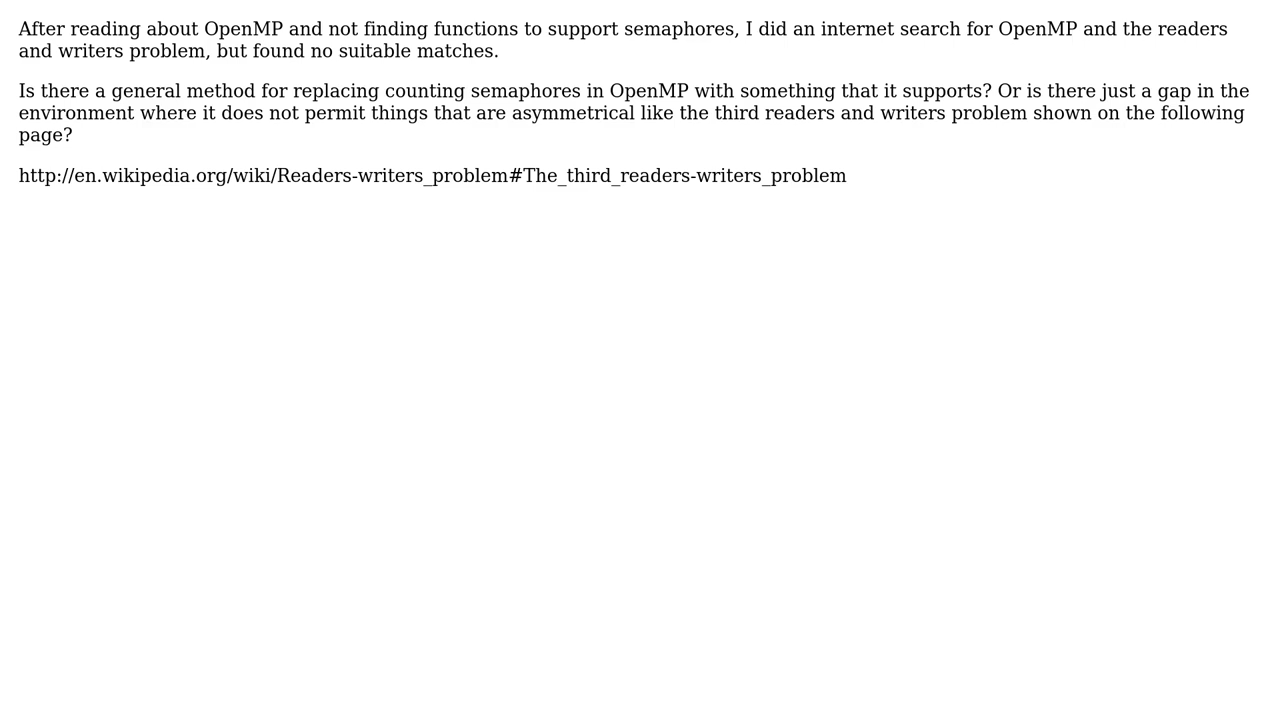 After reading about OpenMP and not finding functions to support semaphores, I did an internet search for OpenMP and the readers
and writers problem, but found no suitable matches.
Is there a general method for replacing counting semaphores in OpenMP with something that it supports? Or is there just a gap in the
environment where it does not permit things that are asymmetrical like the third readers and writers problem shown on the following
page?
http://en.wikipedia.org/wiki/Readers-writers_problem#The_third_readers-writers_problem